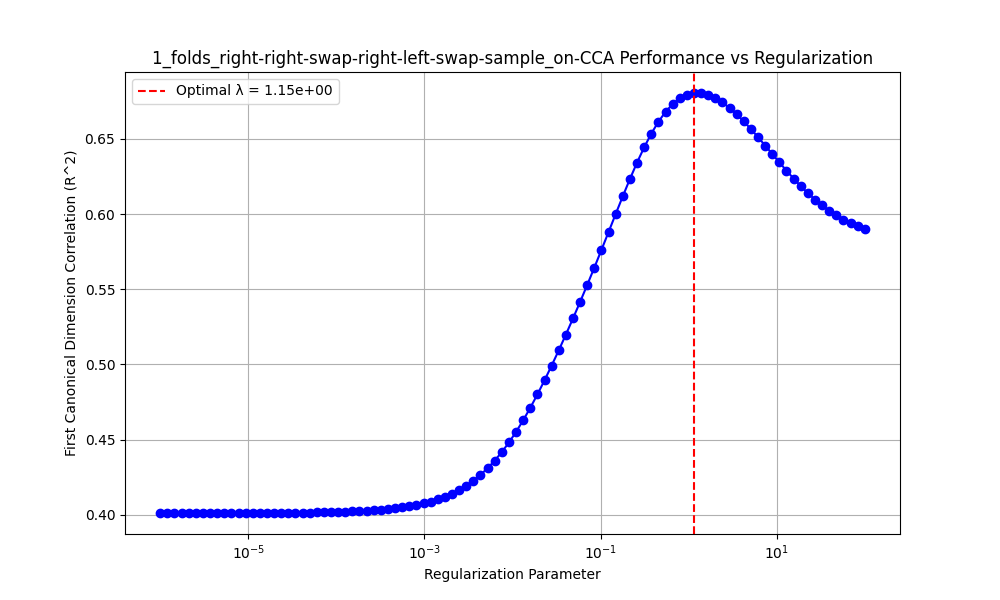 1_folds_right-right-swap-right-left-swap-sample_on-CCA Performance vs Regularization
Optimal λ = 1.15e+00
First Canonical Dimension Correlation (R^2)
0.65
0.60
0.55
0.50
0.45
0.40
10^-5
10^-3
10^-1
10^1
Regularization Parameter